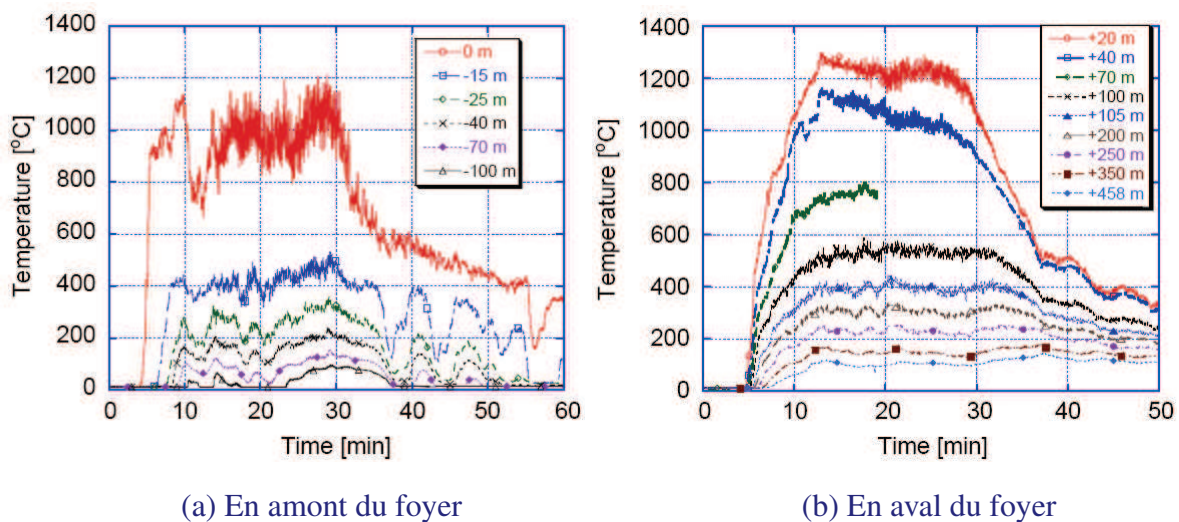 1400
1200
1000
800
600
400
200
0
Temperature [°C]
0 m
-15 m
-25 m
-40 m
-70 m
-100 m
0 10 20 30 40 50 60
Time [min]
(a) En amont du foyer
1400
1200
1000
800
600
400
200
0
Temperature [°C]
+20 m
+40 m
+70 m
+100 m
+105 m
+200 m
+250 m
+350 m
+458 m
0 10 20 30 40 50
Time [min]
(b) En aval du foyer